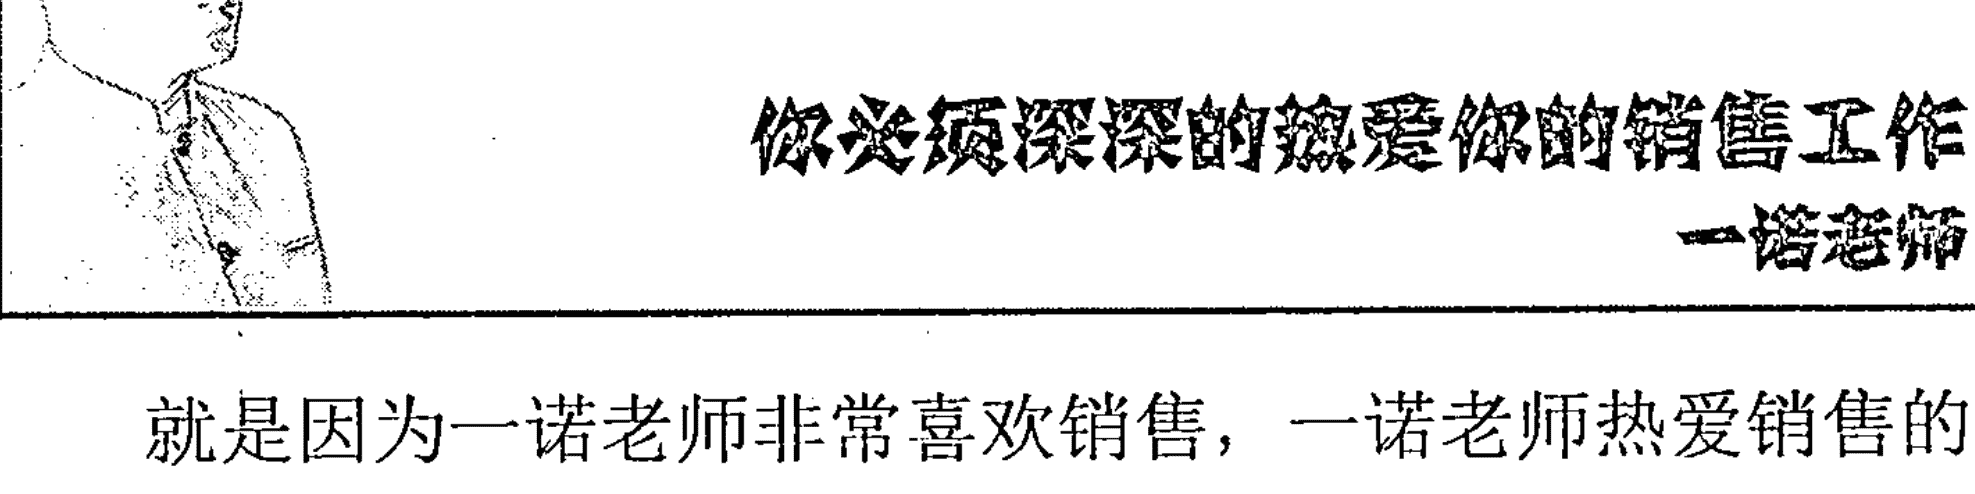 你必须深深的热爱你的销售工作
一诺老师
就是因为一诺老师非常喜欢销售，一诺老师热爱销售的